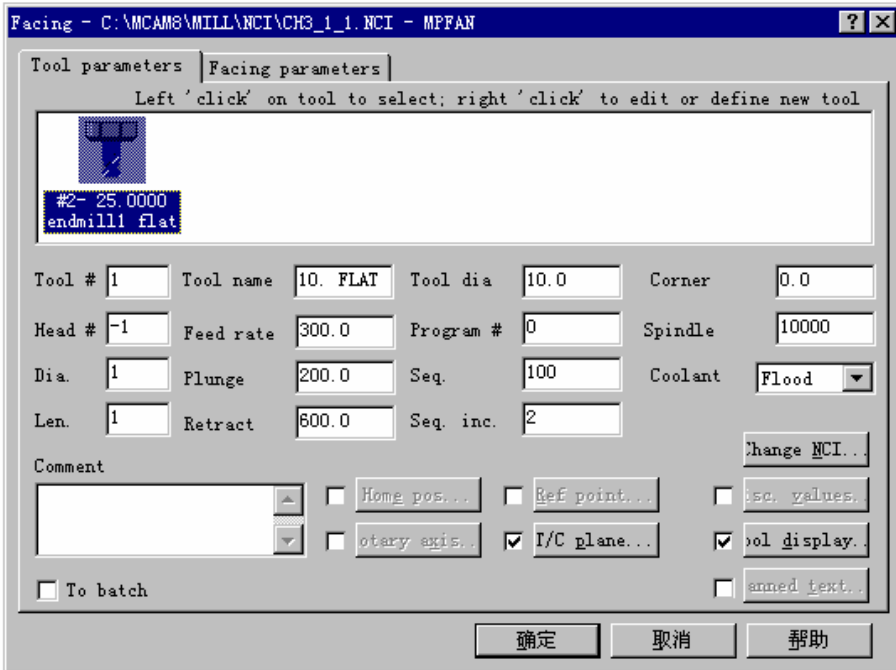 Facing - C:\MCAM8\MILL\NCI\CH3_1_1.NCI - MPFAN
Tool parameters Facing parameters
Left 'click' on tool to select; right 'click' to edit or define new tool
#2- 25.0000
endmill1 flat
Tool # 1 Tool name 10. FLAT Tool dia 10.0 Corner 0.0
Head # -1 Feed rate 300.0 Program # 0 Spindle 10000
Dia. 1 Plunge 200.0 Seq. 100 Coolant Flood
Len. 1 Retract 600.0 Seq. inc. 2
Change NCI...
Comment
Home pos... Ref point... isc. values..
otary axis.. T/C plane... ool display..
To batch anned text..
确定 取消 帮助